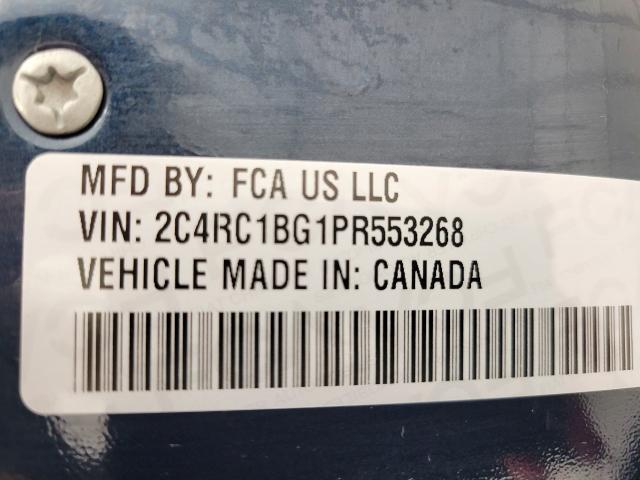 MFD BY: FCA US LLC
VIN: 2C4RC1BG1PR553268
VEHICLE MADE IN: CANADA